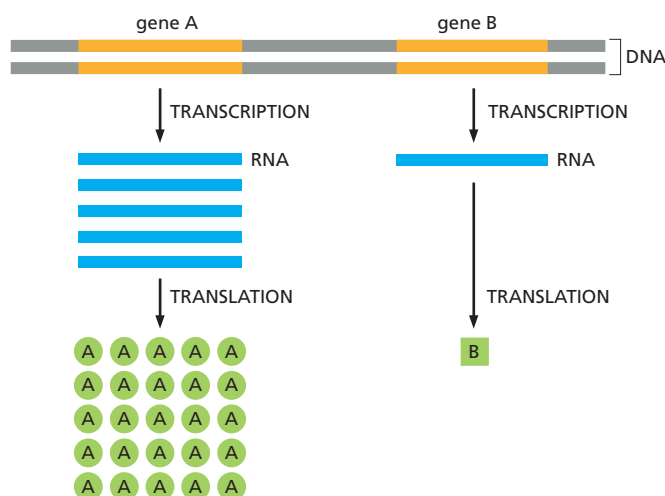 gene A gene B
DNA
TRANSCRIPTION TRANSCRIPTION
RNA RNA
TRANSLATION TRANSLATION
A A A A A B
A A A A A
A A A A A
A A A A A
A A A A A